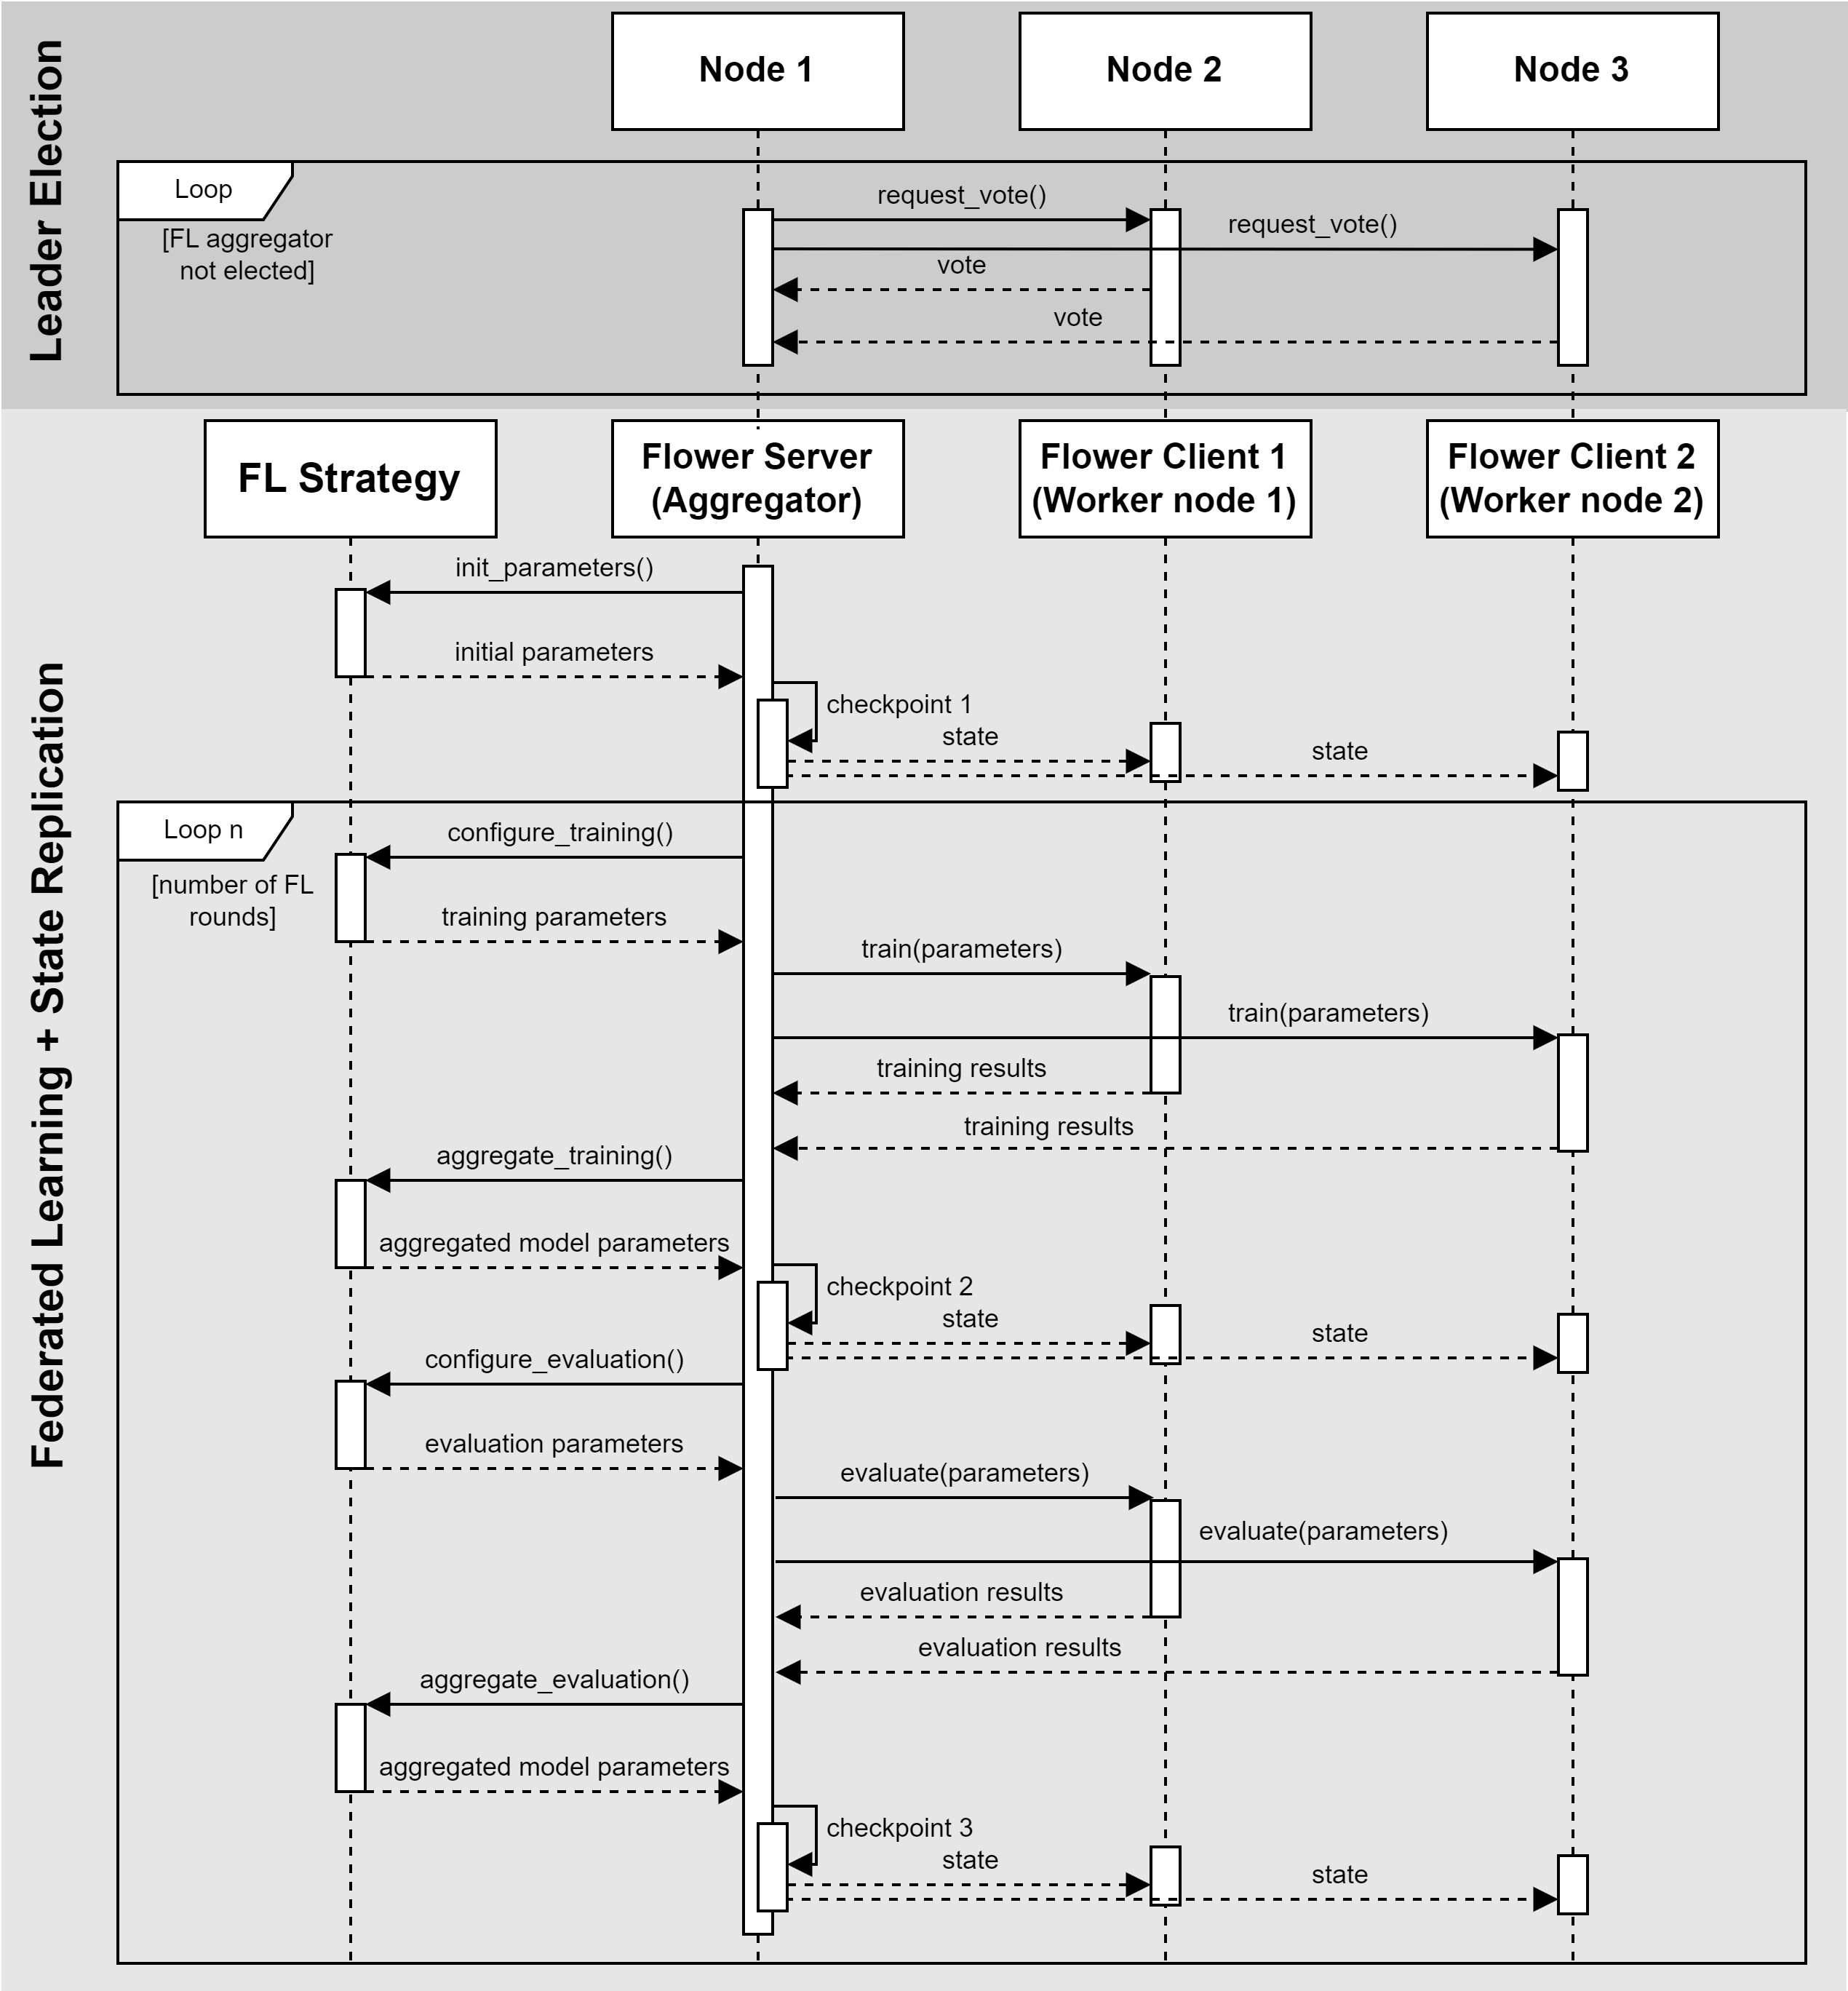 Leader Election
Node 1
Node 2
Node 3
Loop
[FL aggregator
not elected]
request_vote()
request_vote()
vote
vote
Federated Learning + State Replication
FL Strategy
Flower Server
(Aggregator)
Flower Client 1
(Worker node 1)
Flower Client 2
(Worker node 2)
init_parameters()
initial parameters
checkpoint 1
state
state
Loop n
[number of FL
rounds]
configure_training()
training parameters
train(parameters)
train(parameters)
training results
training results
aggregate_training()
aggregated model parameters
checkpoint 2
state
state
configure_evaluation()
evaluation parameters
evaluate(parameters)
evaluate(parameters)
evaluation results
evaluation results
aggregate_evaluation()
aggregated model parameters
checkpoint 3
state
state